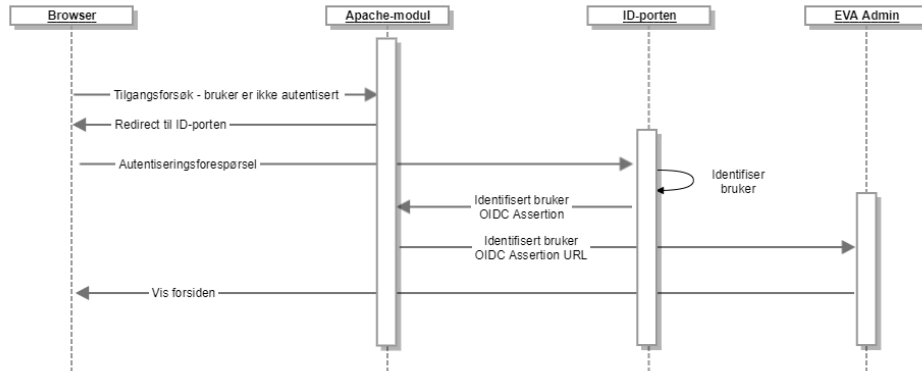 Browser
Apache-modul
ID-porten
EVA Admin
Tilgangsforsøk - bruker er ikke autentisert
Redirect til ID-porten
Autentiseringsforespørsel
Identifiser
bruker
Identifisert bruker
OIDC Assertion
Identifisert bruker
OIDC Assertion URL
Vis forsiden